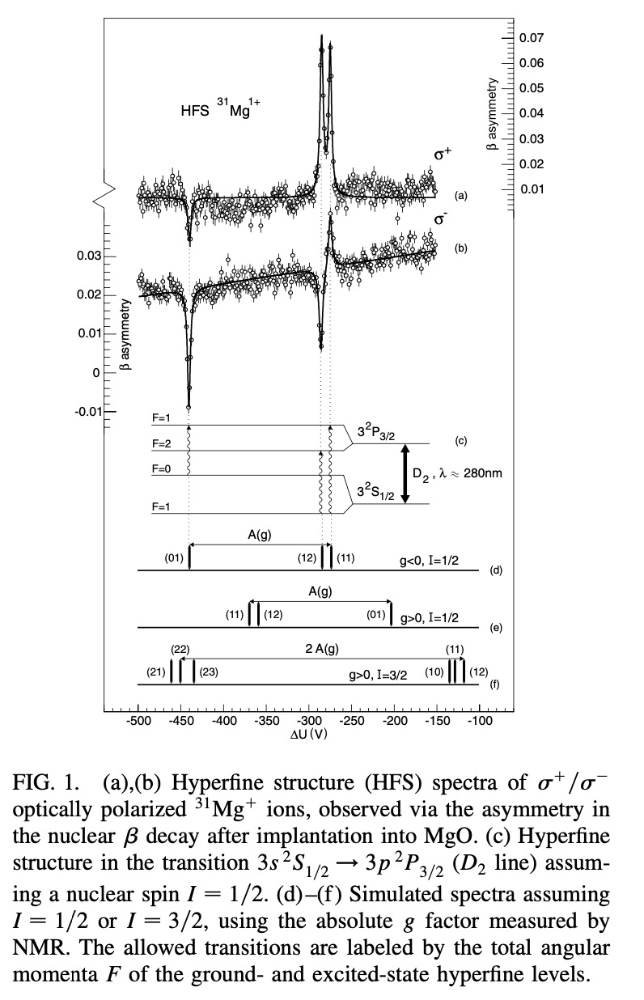 0.07
0.06
0.05
0.04
0.03
0.02
0.01
β asymmetry
HFS ³¹Mg¹⁺
σ⁺
(a)
σ⁻
(b)
0.03
0.02
0.01
0
-0.01
β asymmetry
F=1
F=2
F=0
F=1
3²P₃/₂
(c)
D₂ , λ ≈ 280nm
3²S₁/₂
A(g)
(01) (12) (11) g<0, I=1/2 (d)
A(g)
(11) (12) (01) g>0, I=1/2 (e)
(22) 2 A(g) (11)
(21) (23) g>0, I=3/2 (10) (12) (f)
-500 -450 -400 -350 -300 -250 -200 -150 -100
ΔU (V)
FIG. 1. (a),(b) Hyperfine structure (HFS) spectra of σ⁺/σ⁻
optically polarized ³¹Mg⁺ ions, observed via the asymmetry in
the nuclear β decay after implantation into MgO. (c) Hyperfine
structure in the transition 3s ²S₁/₂ → 3p ²P₃/₂ (D₂ line) assum-
ing a nuclear spin I = 1/2. (d)–(f) Simulated spectra assuming
I = 1/2 or I = 3/2, using the absolute g factor measured by
NMR. The allowed transitions are labeled by the total angular
momenta F of the ground- and excited-state hyperfine levels.